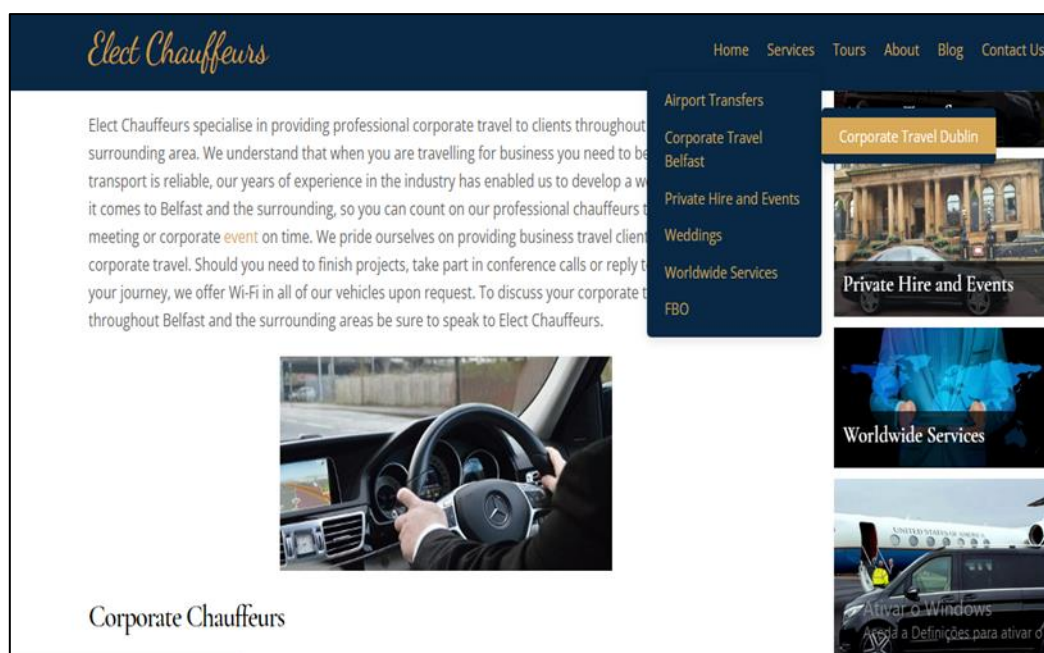 Elect Chauffeurs
Home Services Tours About Blog Contact Us
Airport Transfers
Corporate Travel
Belfast
Private Hire and Events
Weddings
Worldwide Services
FBO
Corporate Travel Dublin
Elect Chauffeurs specialise in providing professional corporate travel to clients throughout
surrounding area. We understand that when you are travelling for business you need to be
transport is reliable, our years of experience in the industry has enabled us to develop a
it comes to Belfast and the surrounding, so you can count on our professional chauffeurs
meeting or corporate event on time. We pride ourselves on providing business travel
corporate travel. Should you need to finish projects, take part in conference calls or reply
your journey, we offer Wi-Fi in all of our vehicles upon request. To discuss your corporate
throughout Belfast and the surrounding areas be sure to speak to Elect Chauffeurs.
Private Hire and Events
Worldwide Services
UNITED STATES OF AMERICA
Ativar o Windows
Aceda a Definições para ativar o
Corporate Chauffeurs